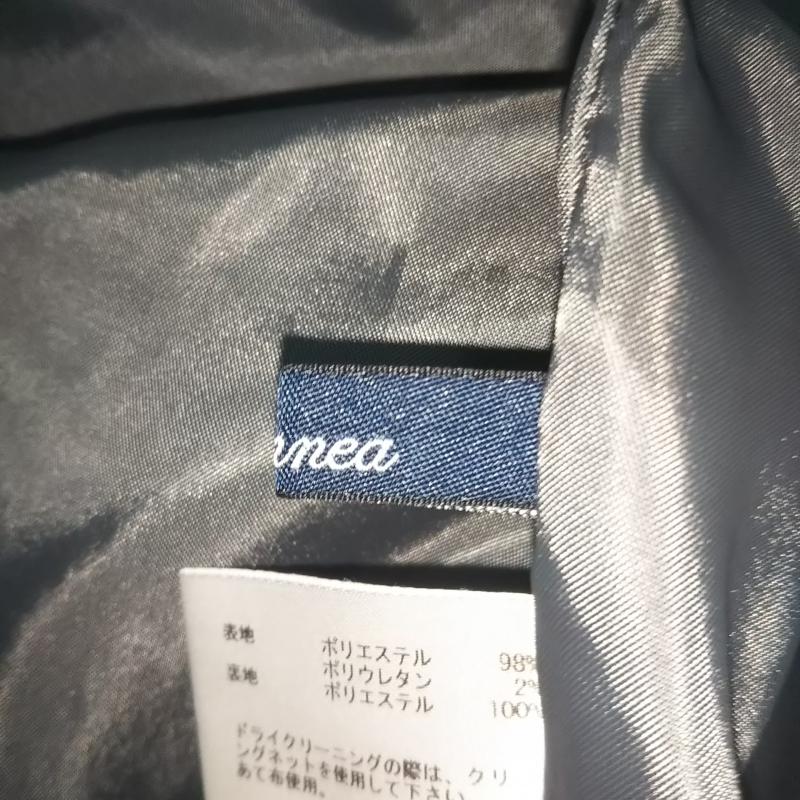 nnea
表地 ポリエステル 98%
ポリウレタン 2%
裏地 ポリエステル 100%
ドライクリーニングの際は、クリ
ングネットを使用して下さい。
あて布使用。